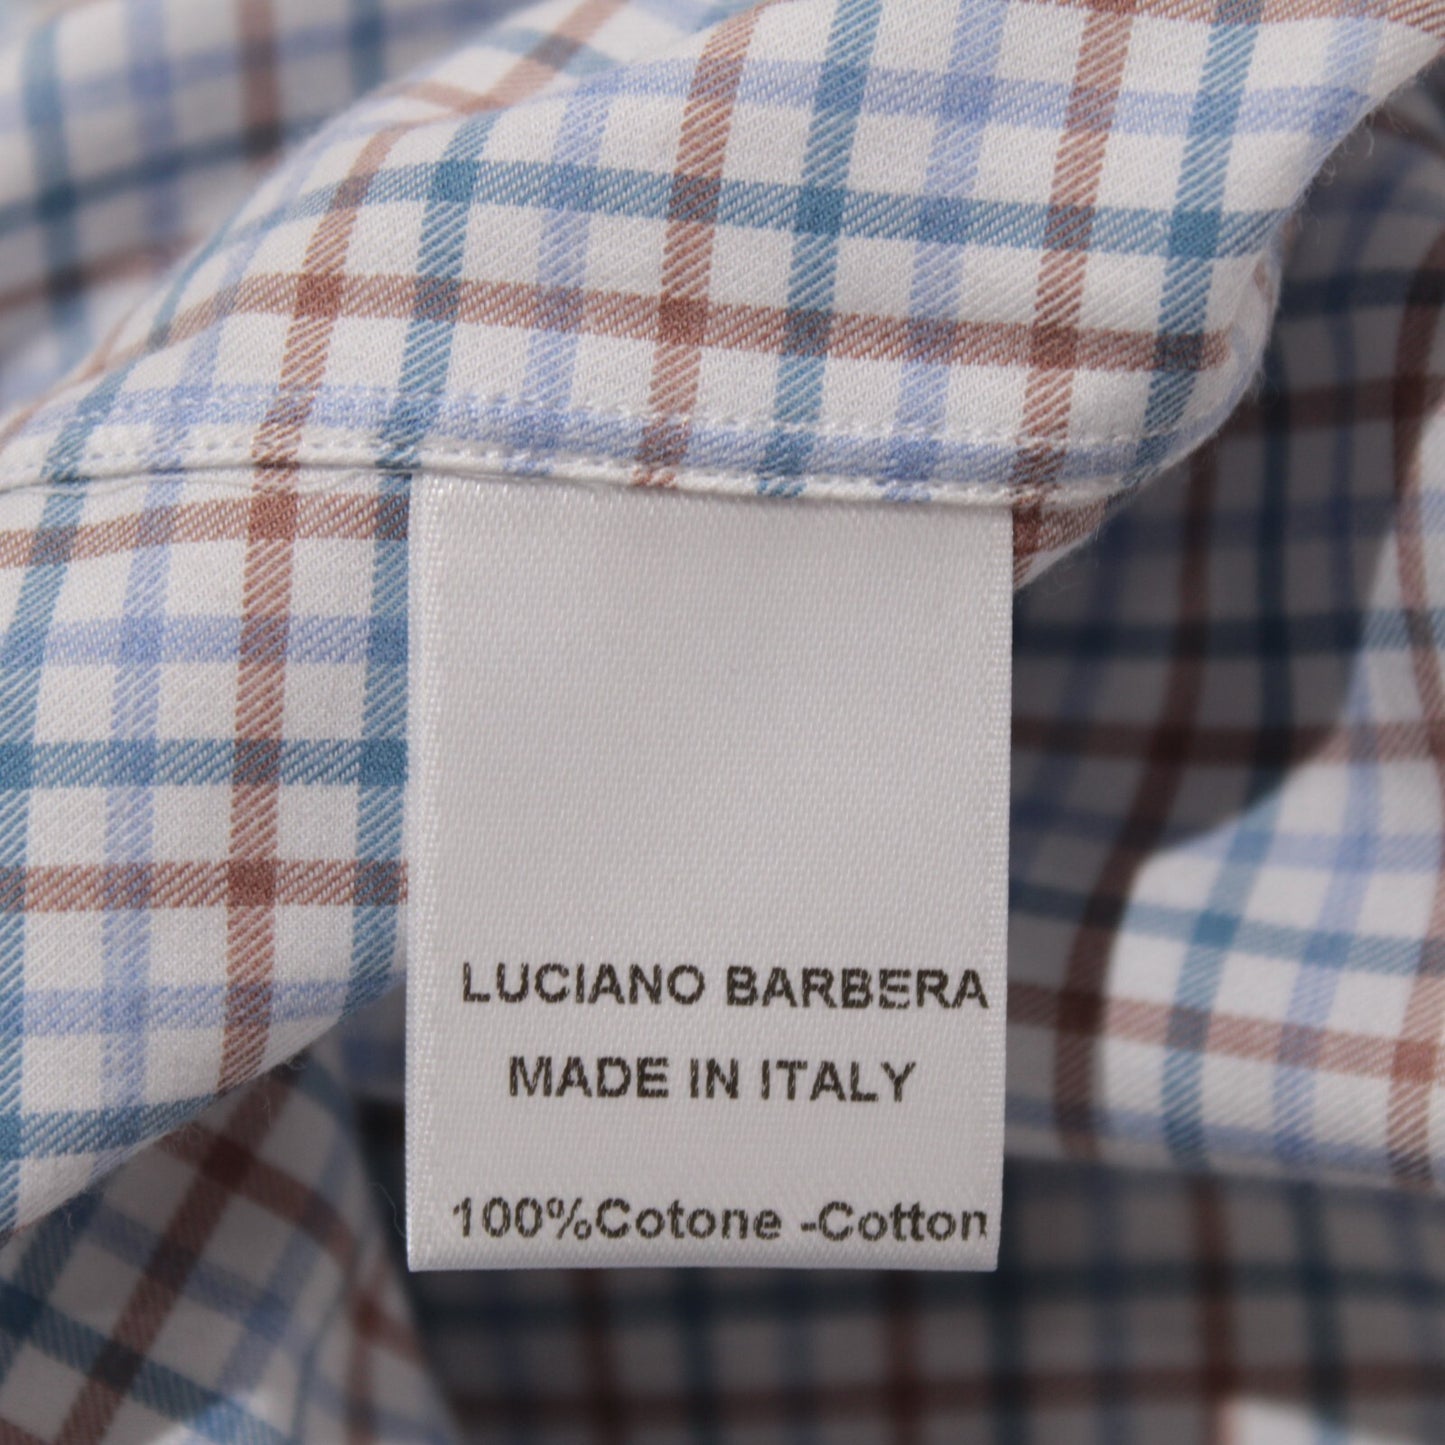 LUCIANO BARBERA
MADE IN ITALY
100%Cotone -Cotton